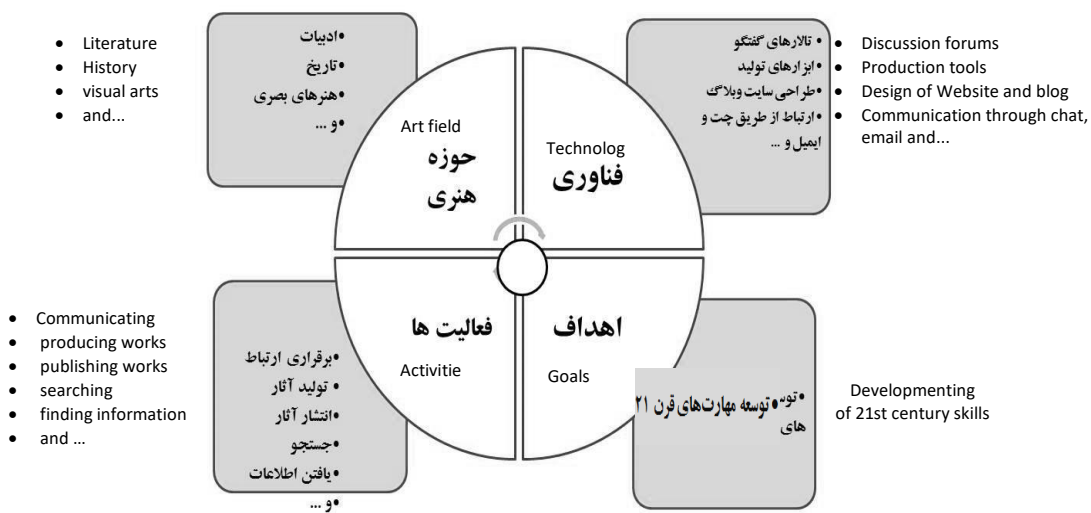 • Literature
• History
• visual arts
• and...
•ادبیات
•تاریخ
•هنرهای بصری
•و ...
Art field
حوزه
هنری
Technolog
فناوری
• تالارهای گفتگو
•ابزارهای تولید
•طراحی سایت وبلاگ
•ارتباط از طریق چت و
ایمیل و ...
• Discussion forums
• Production tools
• Design of Website and blog
• Communication through chat,
email and...
• Communicating
• producing works
• publishing works
• searching
• finding information
• and ...
•برقراری ارتباط
• تولید آثار
•انتشار آثار
•جستجو
•یافتن اطلاعات
•و ...
فعالیت ها
Activitie
اهداف
Goals
•توسعه مهارت‌های قرن ۲۱
•توس
های
Developmenting
of 21st century skills